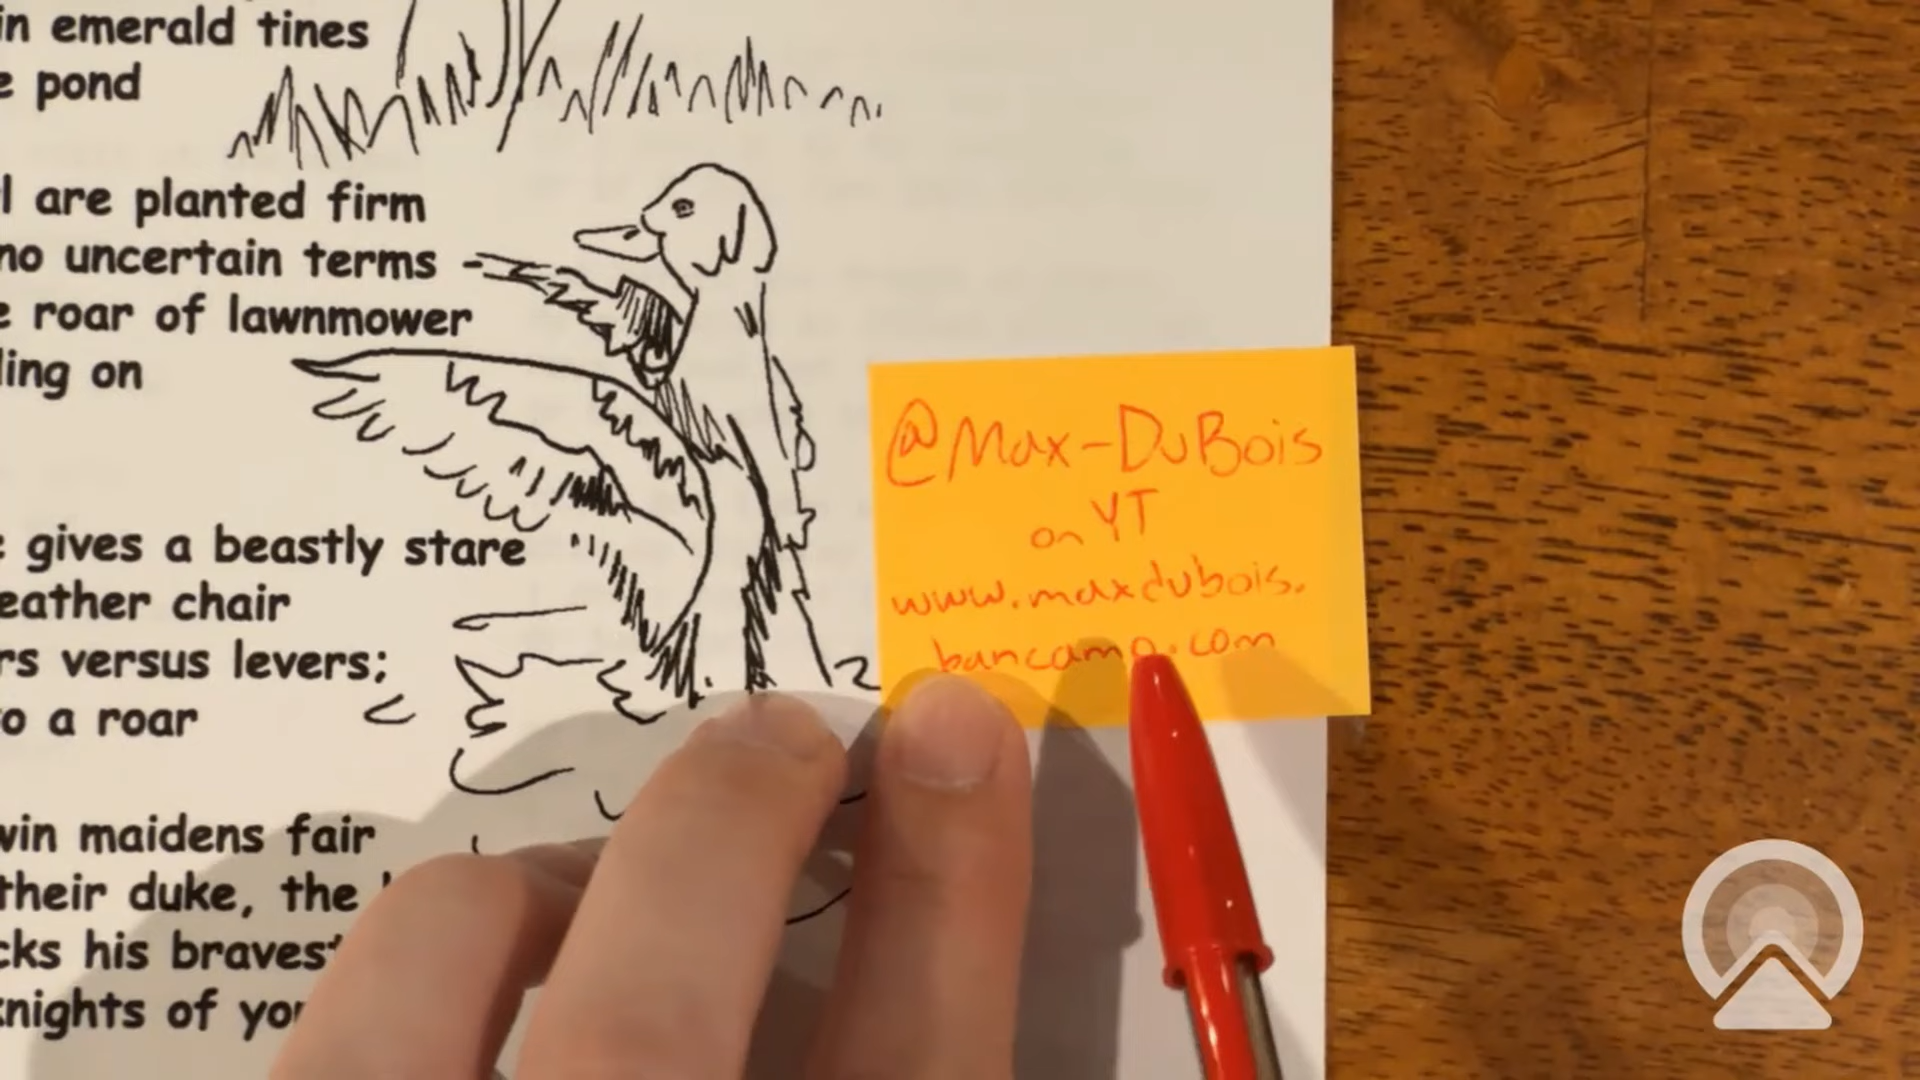 in emerald tines
pond
are planted firm
no uncertain terms
roar of lawnmower
ling on
gives a beastly stare
eather chair
rs versus levers;
o a roar
win maidens fair
their duke, the
cks his bravest
knights of you
@Max-DuBois
on YT
www.maxdubois.
bancamp.com